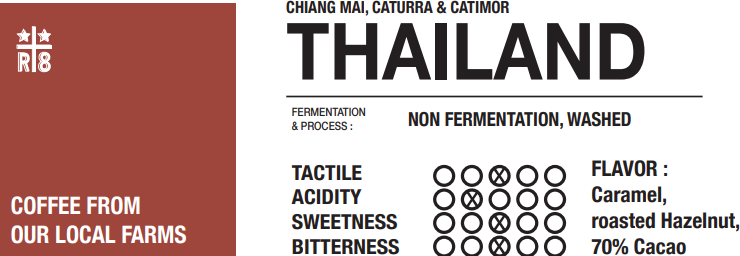 R 8
COFFEE FROM
OUR LOCAL FARMS
CHIANG MAI, CATURRA & CATIMOR
THAILAND
FERMENTATION
& PROCESS :
NON FERMENTATION, WASHED
TACTILE
ACIDITY
SWEETNESS
BITTERNESS
FLAVOR :
Caramel,
roasted Hazelnut,
70% Cacao